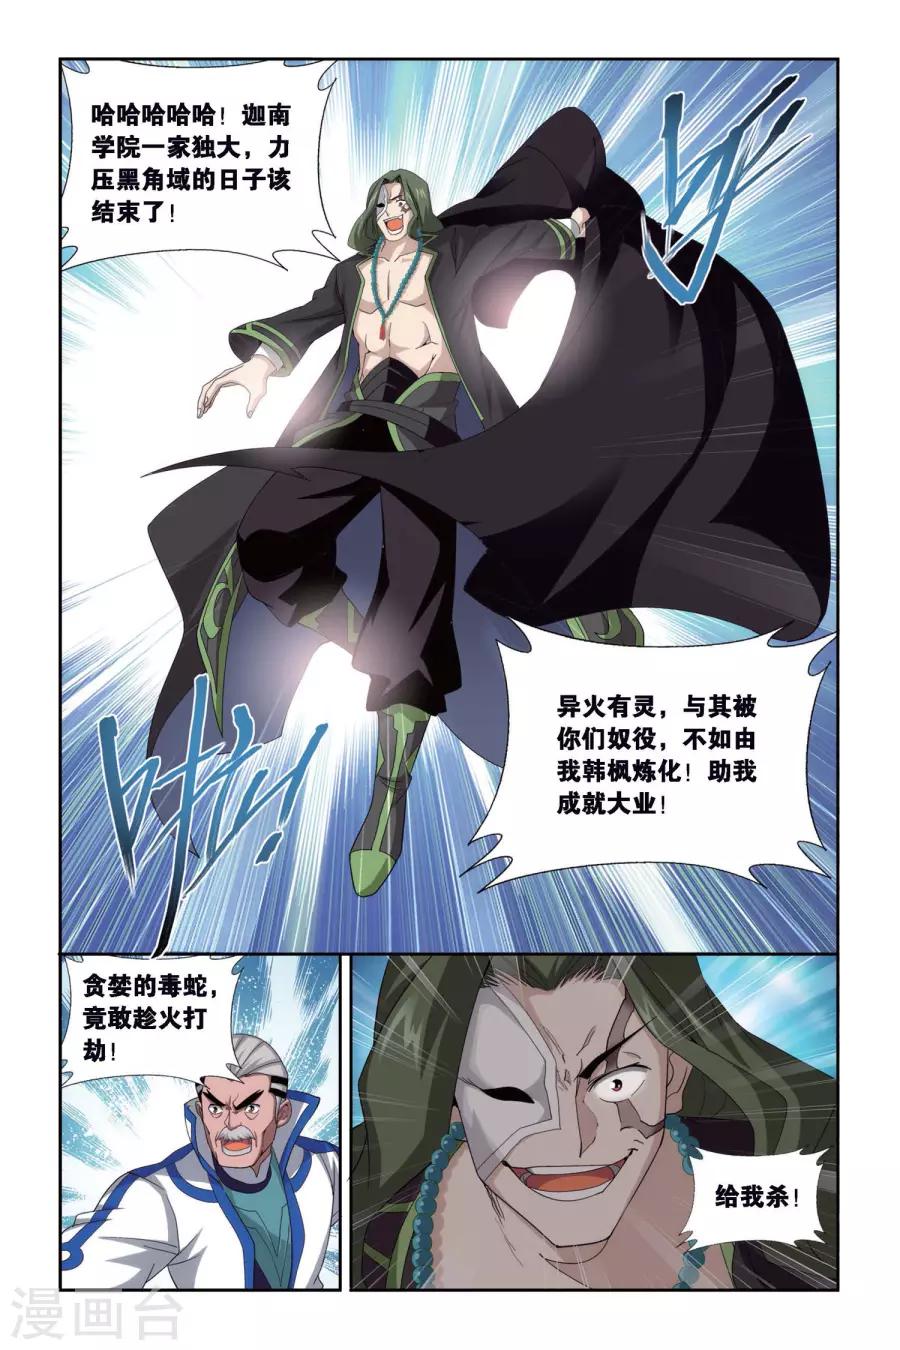 哈哈哈哈哈！迦南
学院一家独大，力
压黑角域的日子该
结束了！
异火有灵，与其被
你们奴役，不如由
我韩枫炼化！助我
成就大业！
贪婪的毒蛇，
竟敢趁火打
劫！
给我杀！
漫画台